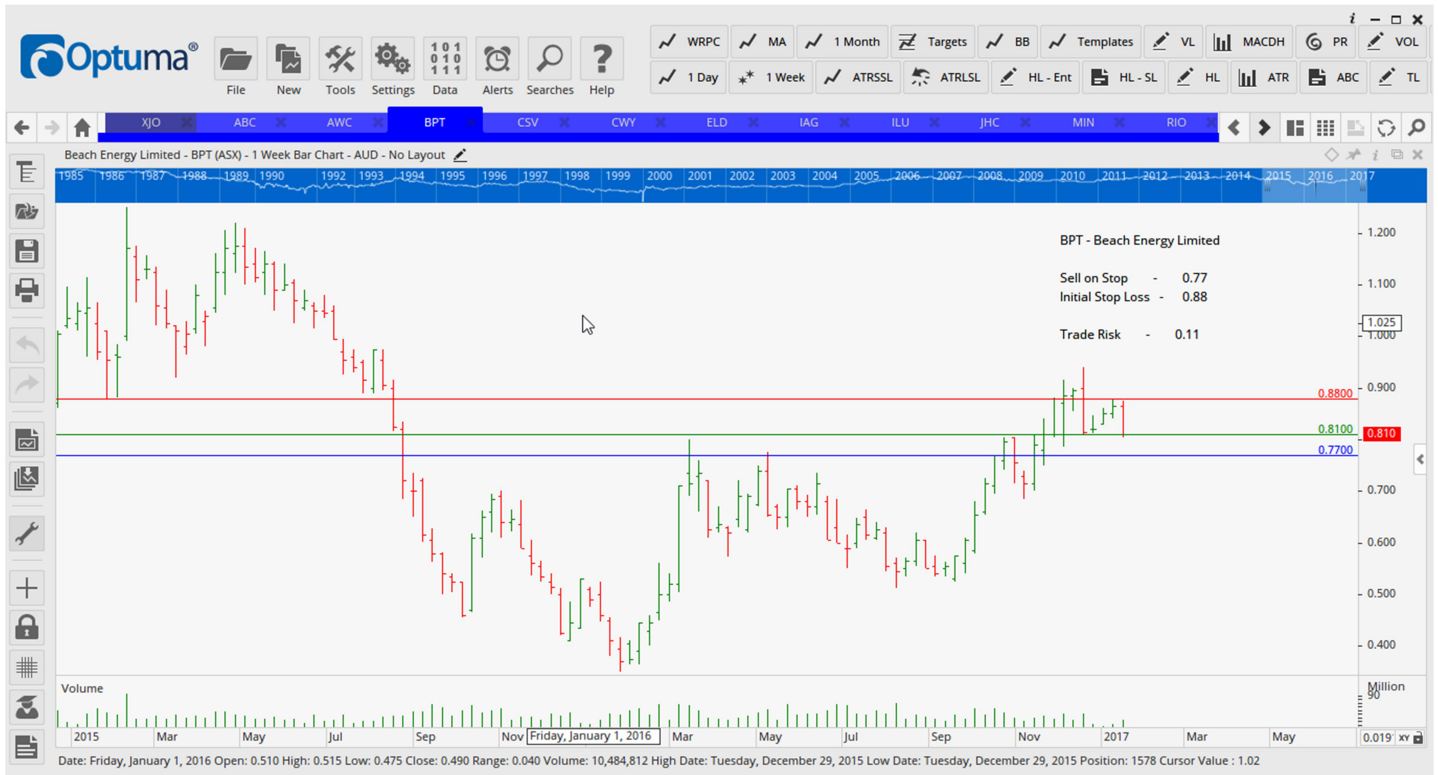 Optuma®
WRPC MA 1 Month Targets BB Templates VL MACDH PR VOL
1 Day 1 Week ATRSSL ATRLSL HL - Ent HL - SL HL ATR ABC TL
File New Tools Settings Data Alerts Searches Help
XJO ABC AWC BPT CSV CWY ELD IAG ILU JHC MIN RIO
Beach Energy Limited - BPT (ASX) - 1 Week Bar Chart - AUD - No Layout
1985 1986 1987 1988 1989 1990 1992 1993 1994 1995 1996 1997 1998 1999 2000 2001 2002 2003 2004 2005 2006 2007 2008 2009 2010 2011 2012 2013 2014 2015 2016 2017
1.200
BPT - Beach Energy Limited
Sell on Stop - 0.77
1.100
Initial Stop Loss - 0.88
1.025
Trade Risk - 0.11
1.000
0.900
0.8800
0.8100
0.810
0.7700
0.700
0.600
0.500
0.400
Volume
Million
90
2015 Mar May Jul Sep Nov Friday, January 1, 2016 Mar May Jul Sep Nov 2017 Mar May 0.019 XY
Date: Friday, January 1, 2016 Open: 0.510 High: 0.515 Low: 0.475 Close: 0.490 Range: 0.040 Volume: 10,484,812 High Date: Tuesday, December 29, 2015 Low Date: Tuesday, December 29, 2015 Position: 1578 Cursor Value : 1.02